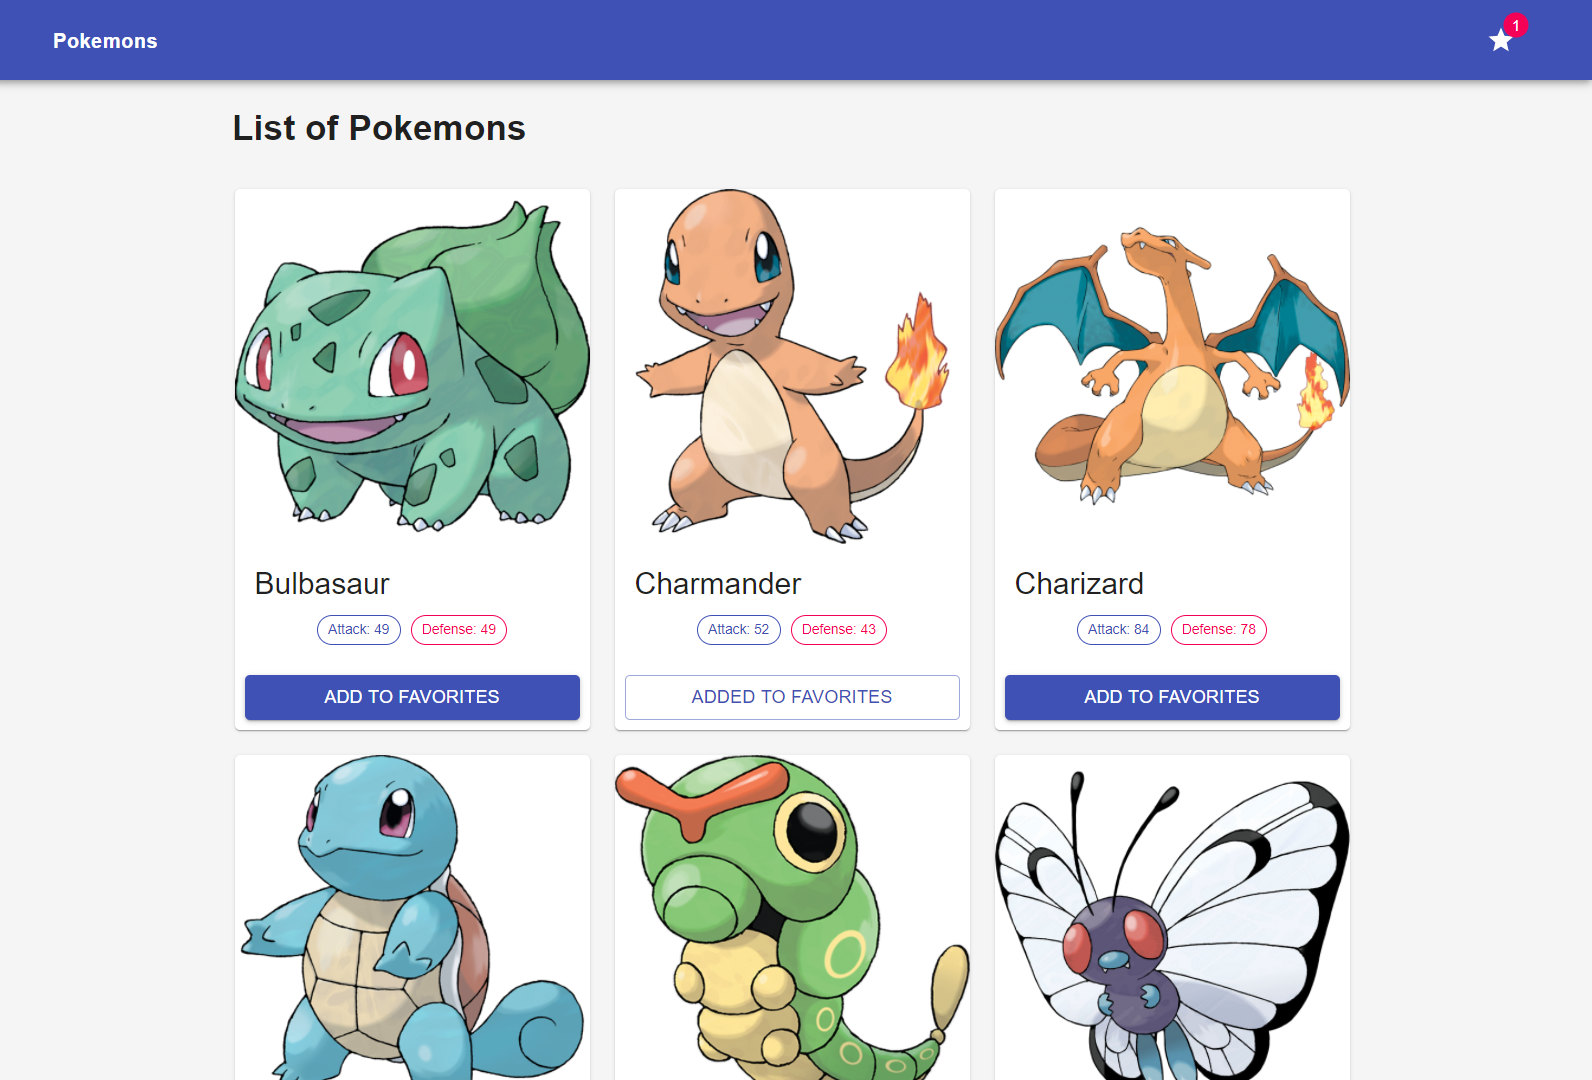 Pokemons
1
List of Pokemons
Bulbasaur
Attack: 49
Defense: 49
ADD TO FAVORITES
Charmander
Attack: 52
Defense: 43
ADDED TO FAVORITES
Charizard
Attack: 84
Defense: 78
ADD TO FAVORITES